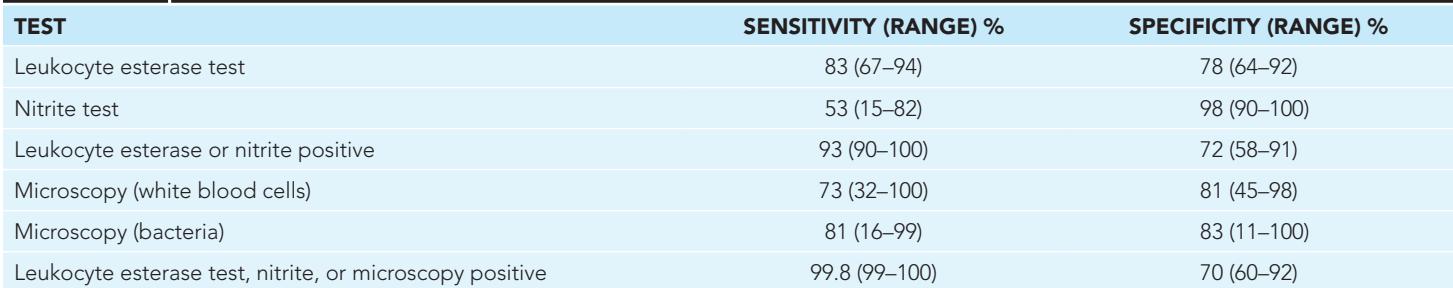 TEST SENSITIVITY (RANGE) % SPECIFICITY (RANGE) %
Leukocyte esterase test 83 (67–94) 78 (64–92)
Nitrite test 53 (15–82) 98 (90–100)
Leukocyte esterase or nitrite positive 93 (90–100) 72 (58–91)
Microscopy (white blood cells) 73 (32–100) 81 (45–98)
Microscopy (bacteria) 81 (16–99) 83 (11–100)
Leukocyte esterase test, nitrite, or microscopy positive 99.8 (99–100) 70 (60–92)